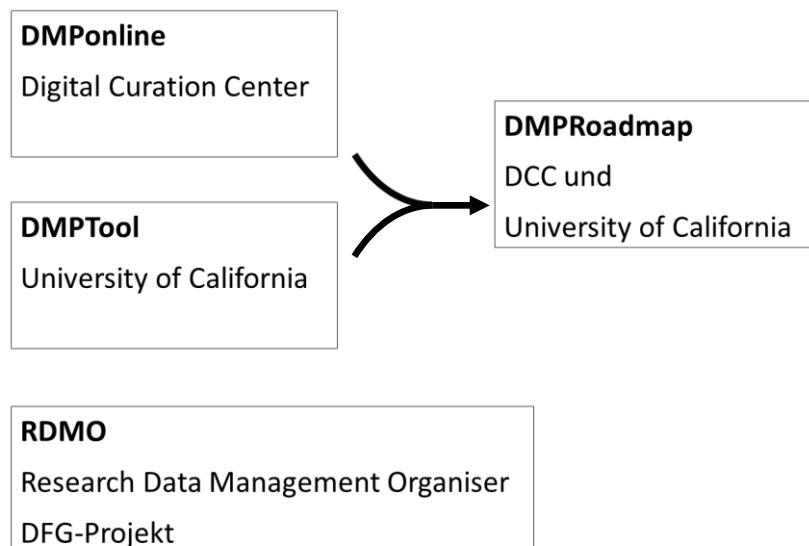 DMPonline
Digital Curation Center
DMPTool
University of California
DMPRoadmap
DCC und
University of California
RDMO
Research Data Management Organiser
DFG-Projekt